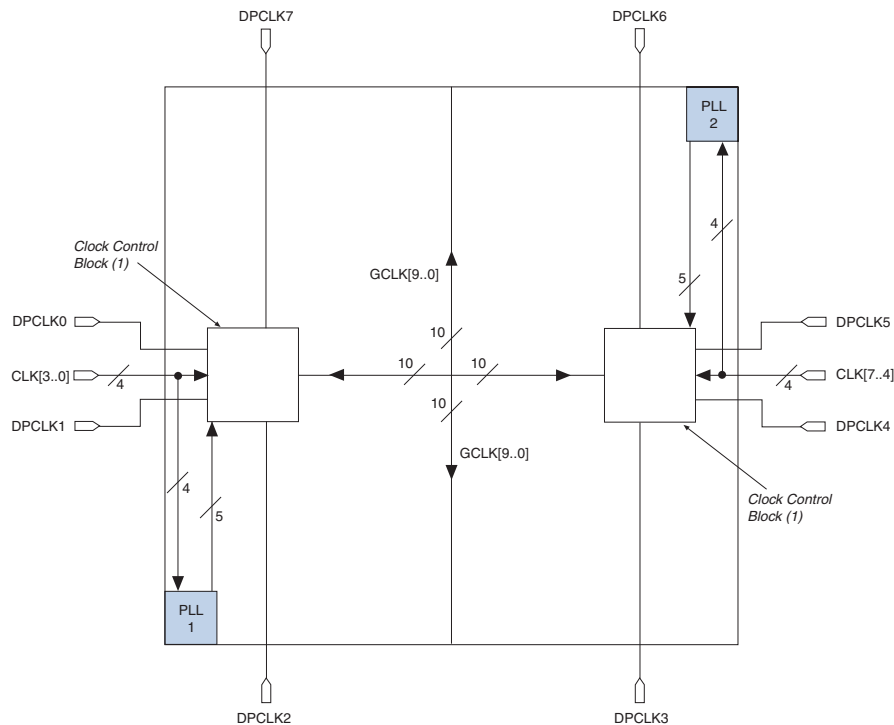 DPCLK7
DPCLK6
PLL
2
4
Clock Control
Block (1)
GCLK[9..0]
5
DPCLK0
10
DPCLK5
CLK[3..0]
4
10
10
4
CLK[7..4]
DPCLK1
10
DPCLK4
GCLK[9..0]
4
5
Clock Control
Block (1)
PLL
1
DPCLK2
DPCLK3